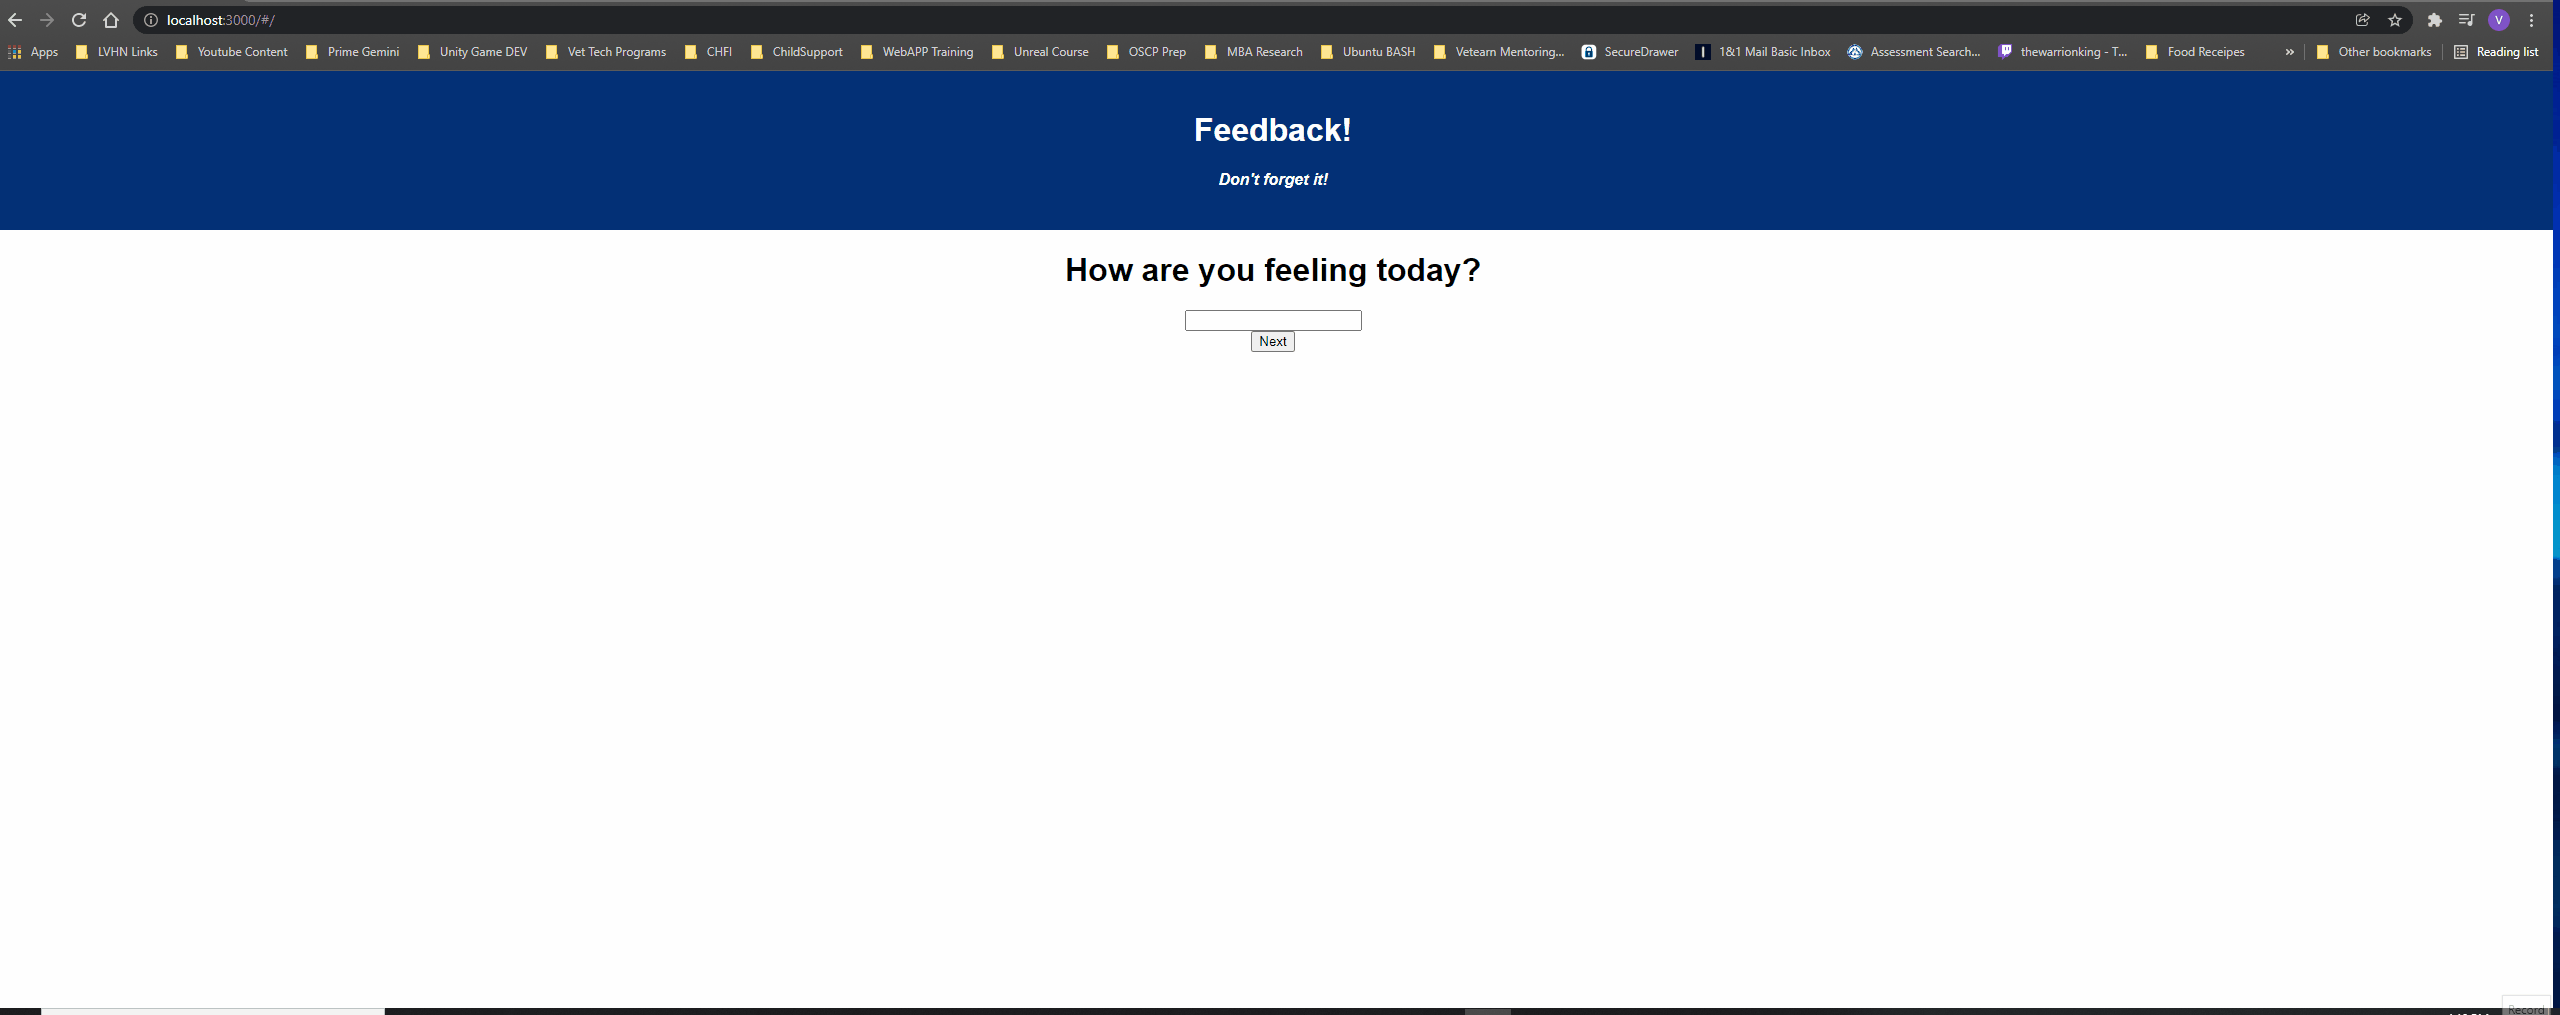 localhost:3000/#/
V
Apps LVHN Links Youtube Content Prime Gemini Unity Game DEV Vet Tech Programs CHFI ChildSupport WebAPP Training Unreal Course OSCP Prep MBA Research Ubuntu BASH Vetearn Mentoring... SecureDrawer 1&1 Mail Basic Inbox Assessment Search... thewarrionking - T... Food Receipes » Other bookmarks Reading list
Feedback!
Don't forget it!
How are you feeling today?
Next
Record